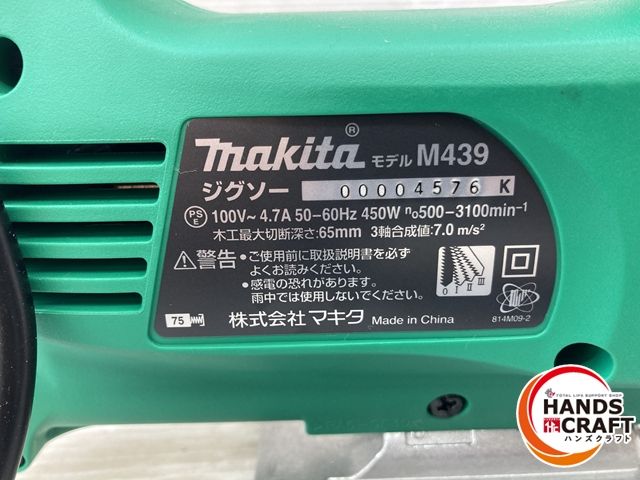 makita® モデル M439
ジグソー 00004576 K
PSE 100V~ 4.7A 50-60Hz 450W n₀500-3100min⁻¹
木工最大切断深さ:65mm 3軸合成値:7.0 m/s²
⚠警告 ●ご使用前に取扱説明書を必ず
よくお読みください。
●感電の恐れがあります。
雨中では使用しないでください。
0 I II III
75 株式会社 マキタ Made in China
814M09-2
TOTAL LIFE SUPPORT SHOP
HANDS
CRAFT
ハンズクラフト